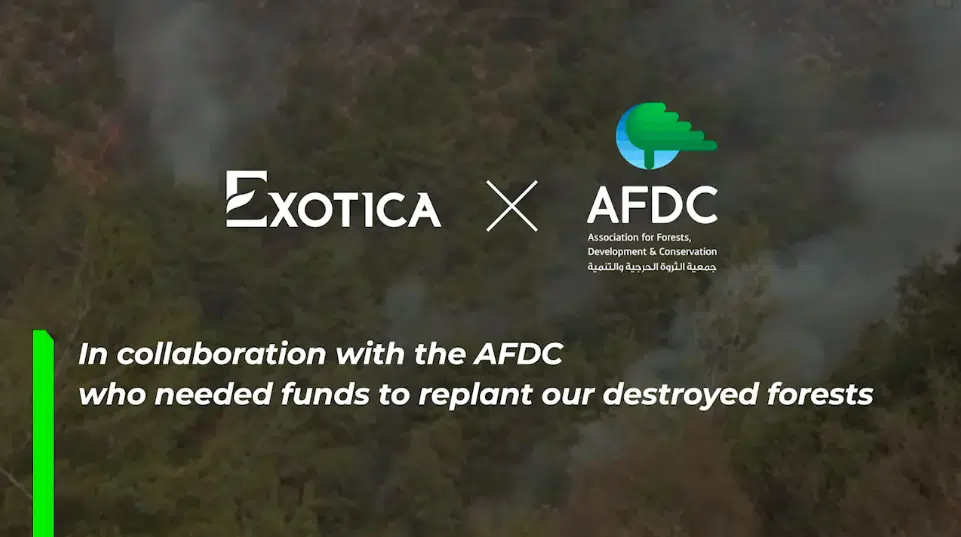 EXOTICA
AFDC
Association for Forests,
Development & Conservation
جمعية الثروة الحرجية والتنمية
In collaboration with the AFDC
who needed funds to replant our destroyed forests